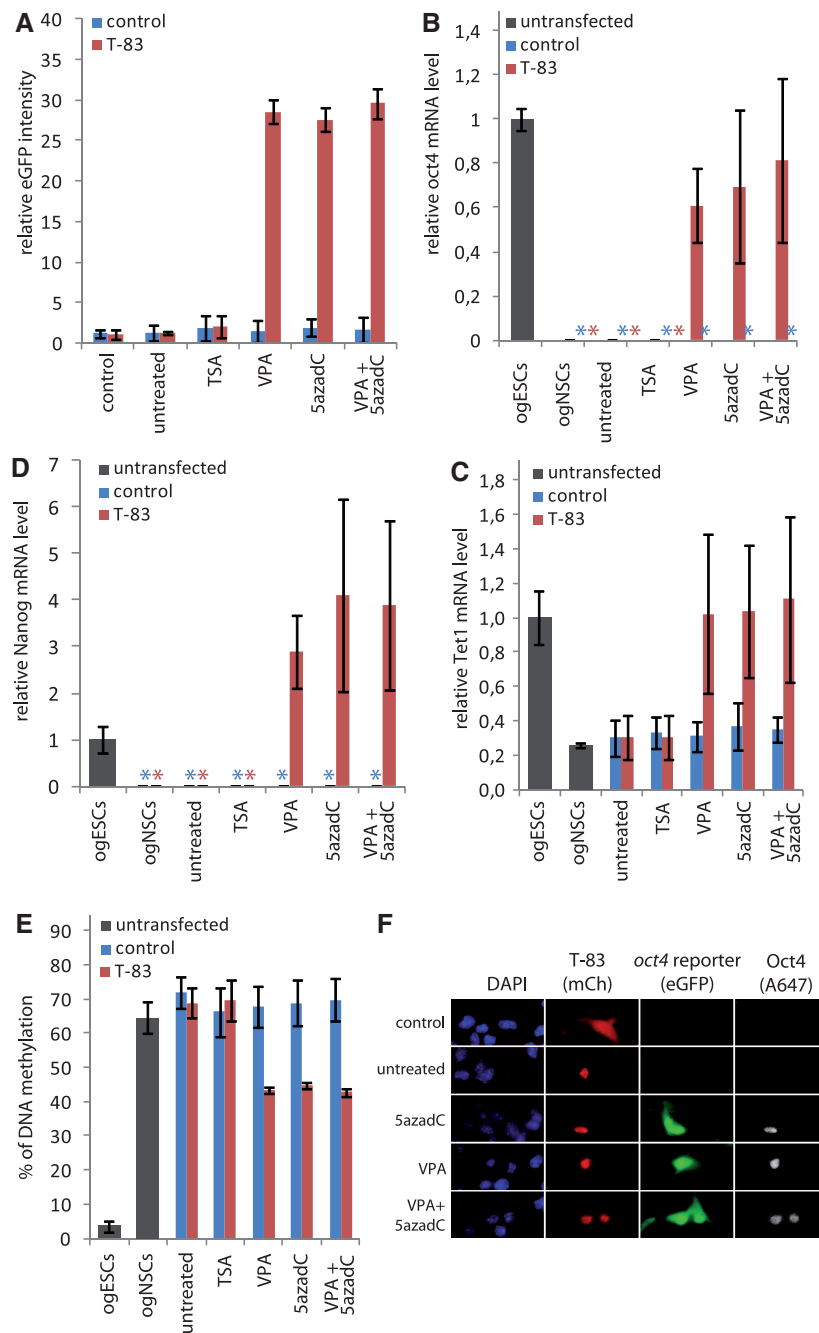 A
control
T-83
relative eGFP intensity
40
35
30
25
20
15
10
5
0
control
untreated
TSA
VPA
5azadC
VPA +
5azadC
B
untransfected
control
T-83
relative oct4 mRNA level
1,4
1,2
1
0,8
0,6
0,4
0,2
0
** ** ** * * *
ogESCs
ogNSCs
untreated
TSA
VPA
5azadC
VPA +
5azadC
D
untransfected
control
T-83
relative Nanog mRNA level
7
6
5
4
3
2
1
0
** ** ** * * *
ogESCs
ogNSCs
untreated
TSA
VPA
5azadC
VPA +
5azadC
C
untransfected
control
T-83
relative Tet1 mRNA level
1,8
1,6
1,4
1,2
1,0
0,8
0,6
0,4
0,2
0,0
ogESCs
ogNSCs
untreated
TSA
VPA
5azadC
VPA +
5azadC
E
untransfected
control
T-83
% of DNA methylation
90
80
70
60
50
40
30
20
10
0
ogESCs
ogNSCs
untreated
TSA
VPA
5azadC
VPA +
5azadC
F
DAPI
T-83
(mCh)
oct4 reporter
(eGFP)
Oct4
(A647)
control
untreated
5azadC
VPA
VPA+
5azadC